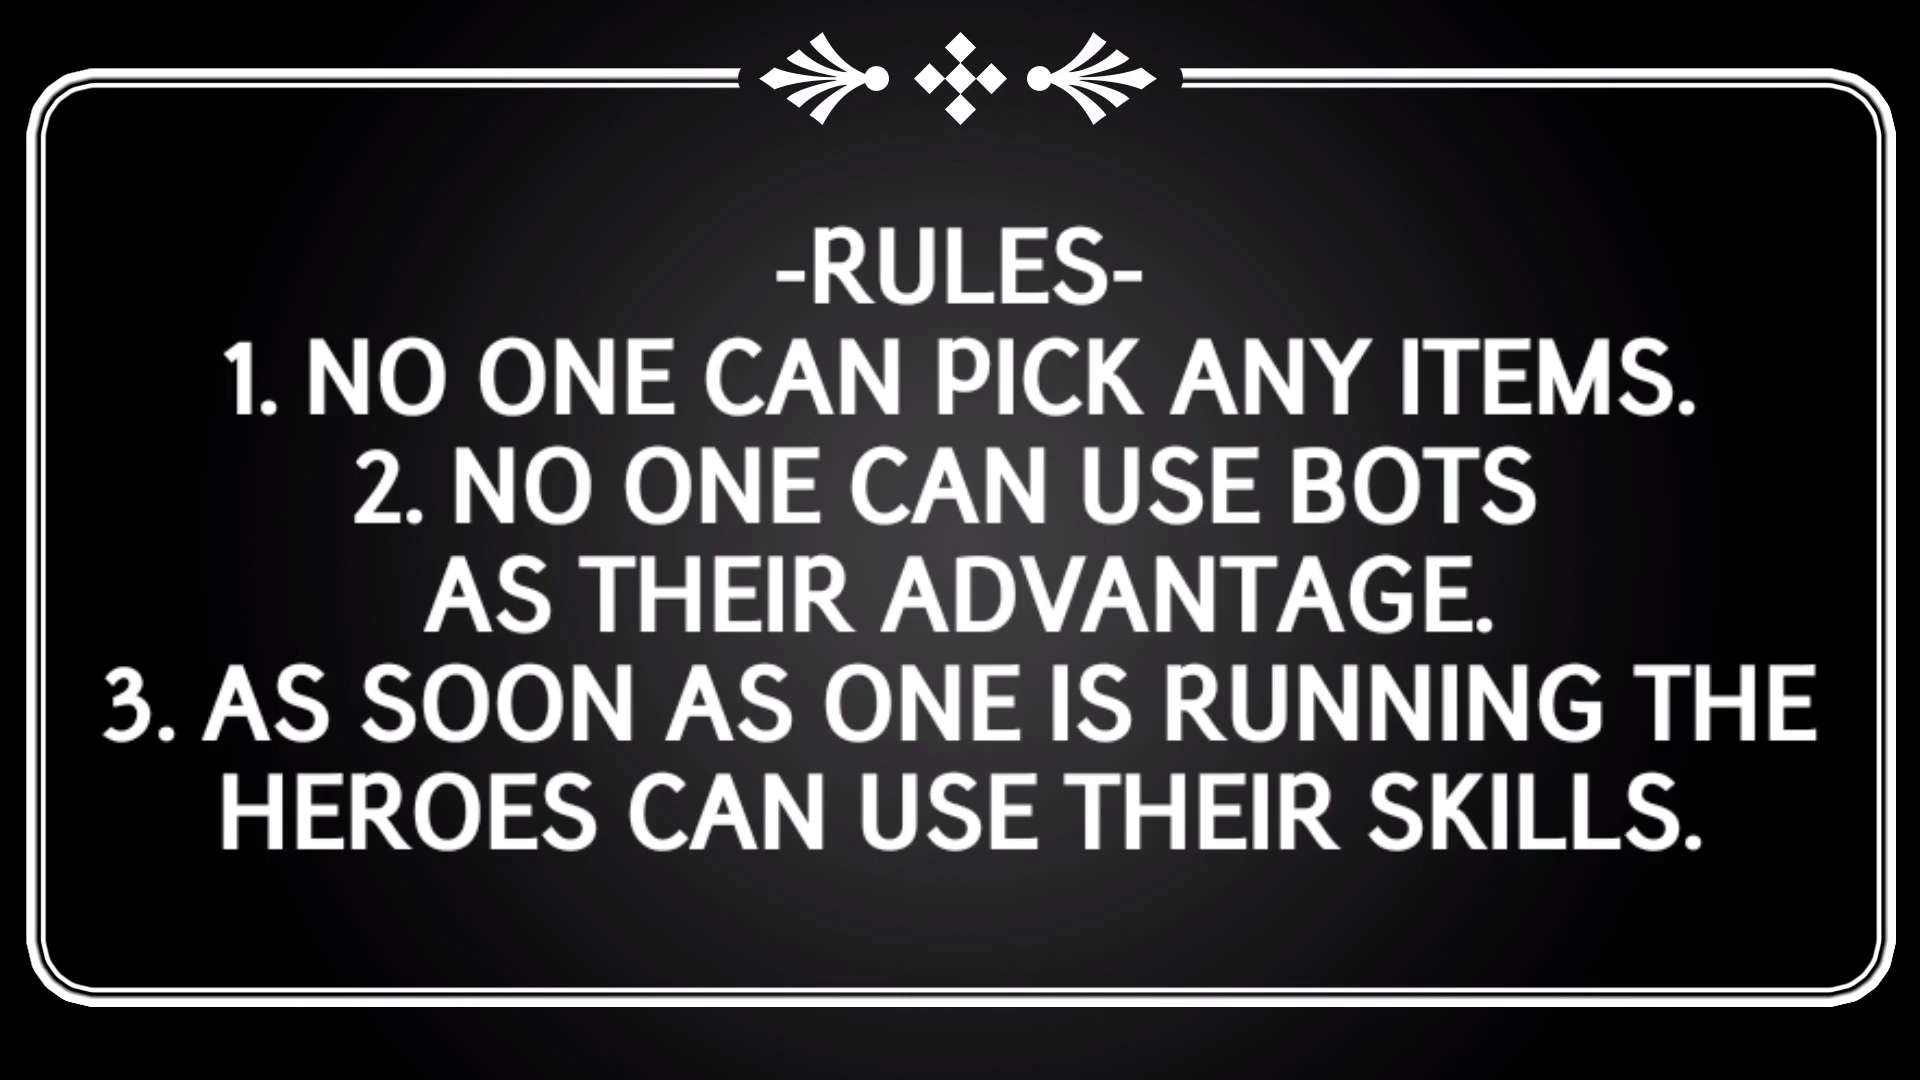 -RULES-
1. NO ONE CAN PICK ANY ITEMS.
2. NO ONE CAN USE BOTS
AS THEIR ADVANTAGE.
3. AS SOON AS ONE IS RUNNING THE
HEROES CAN USE THEIR SKILLS.